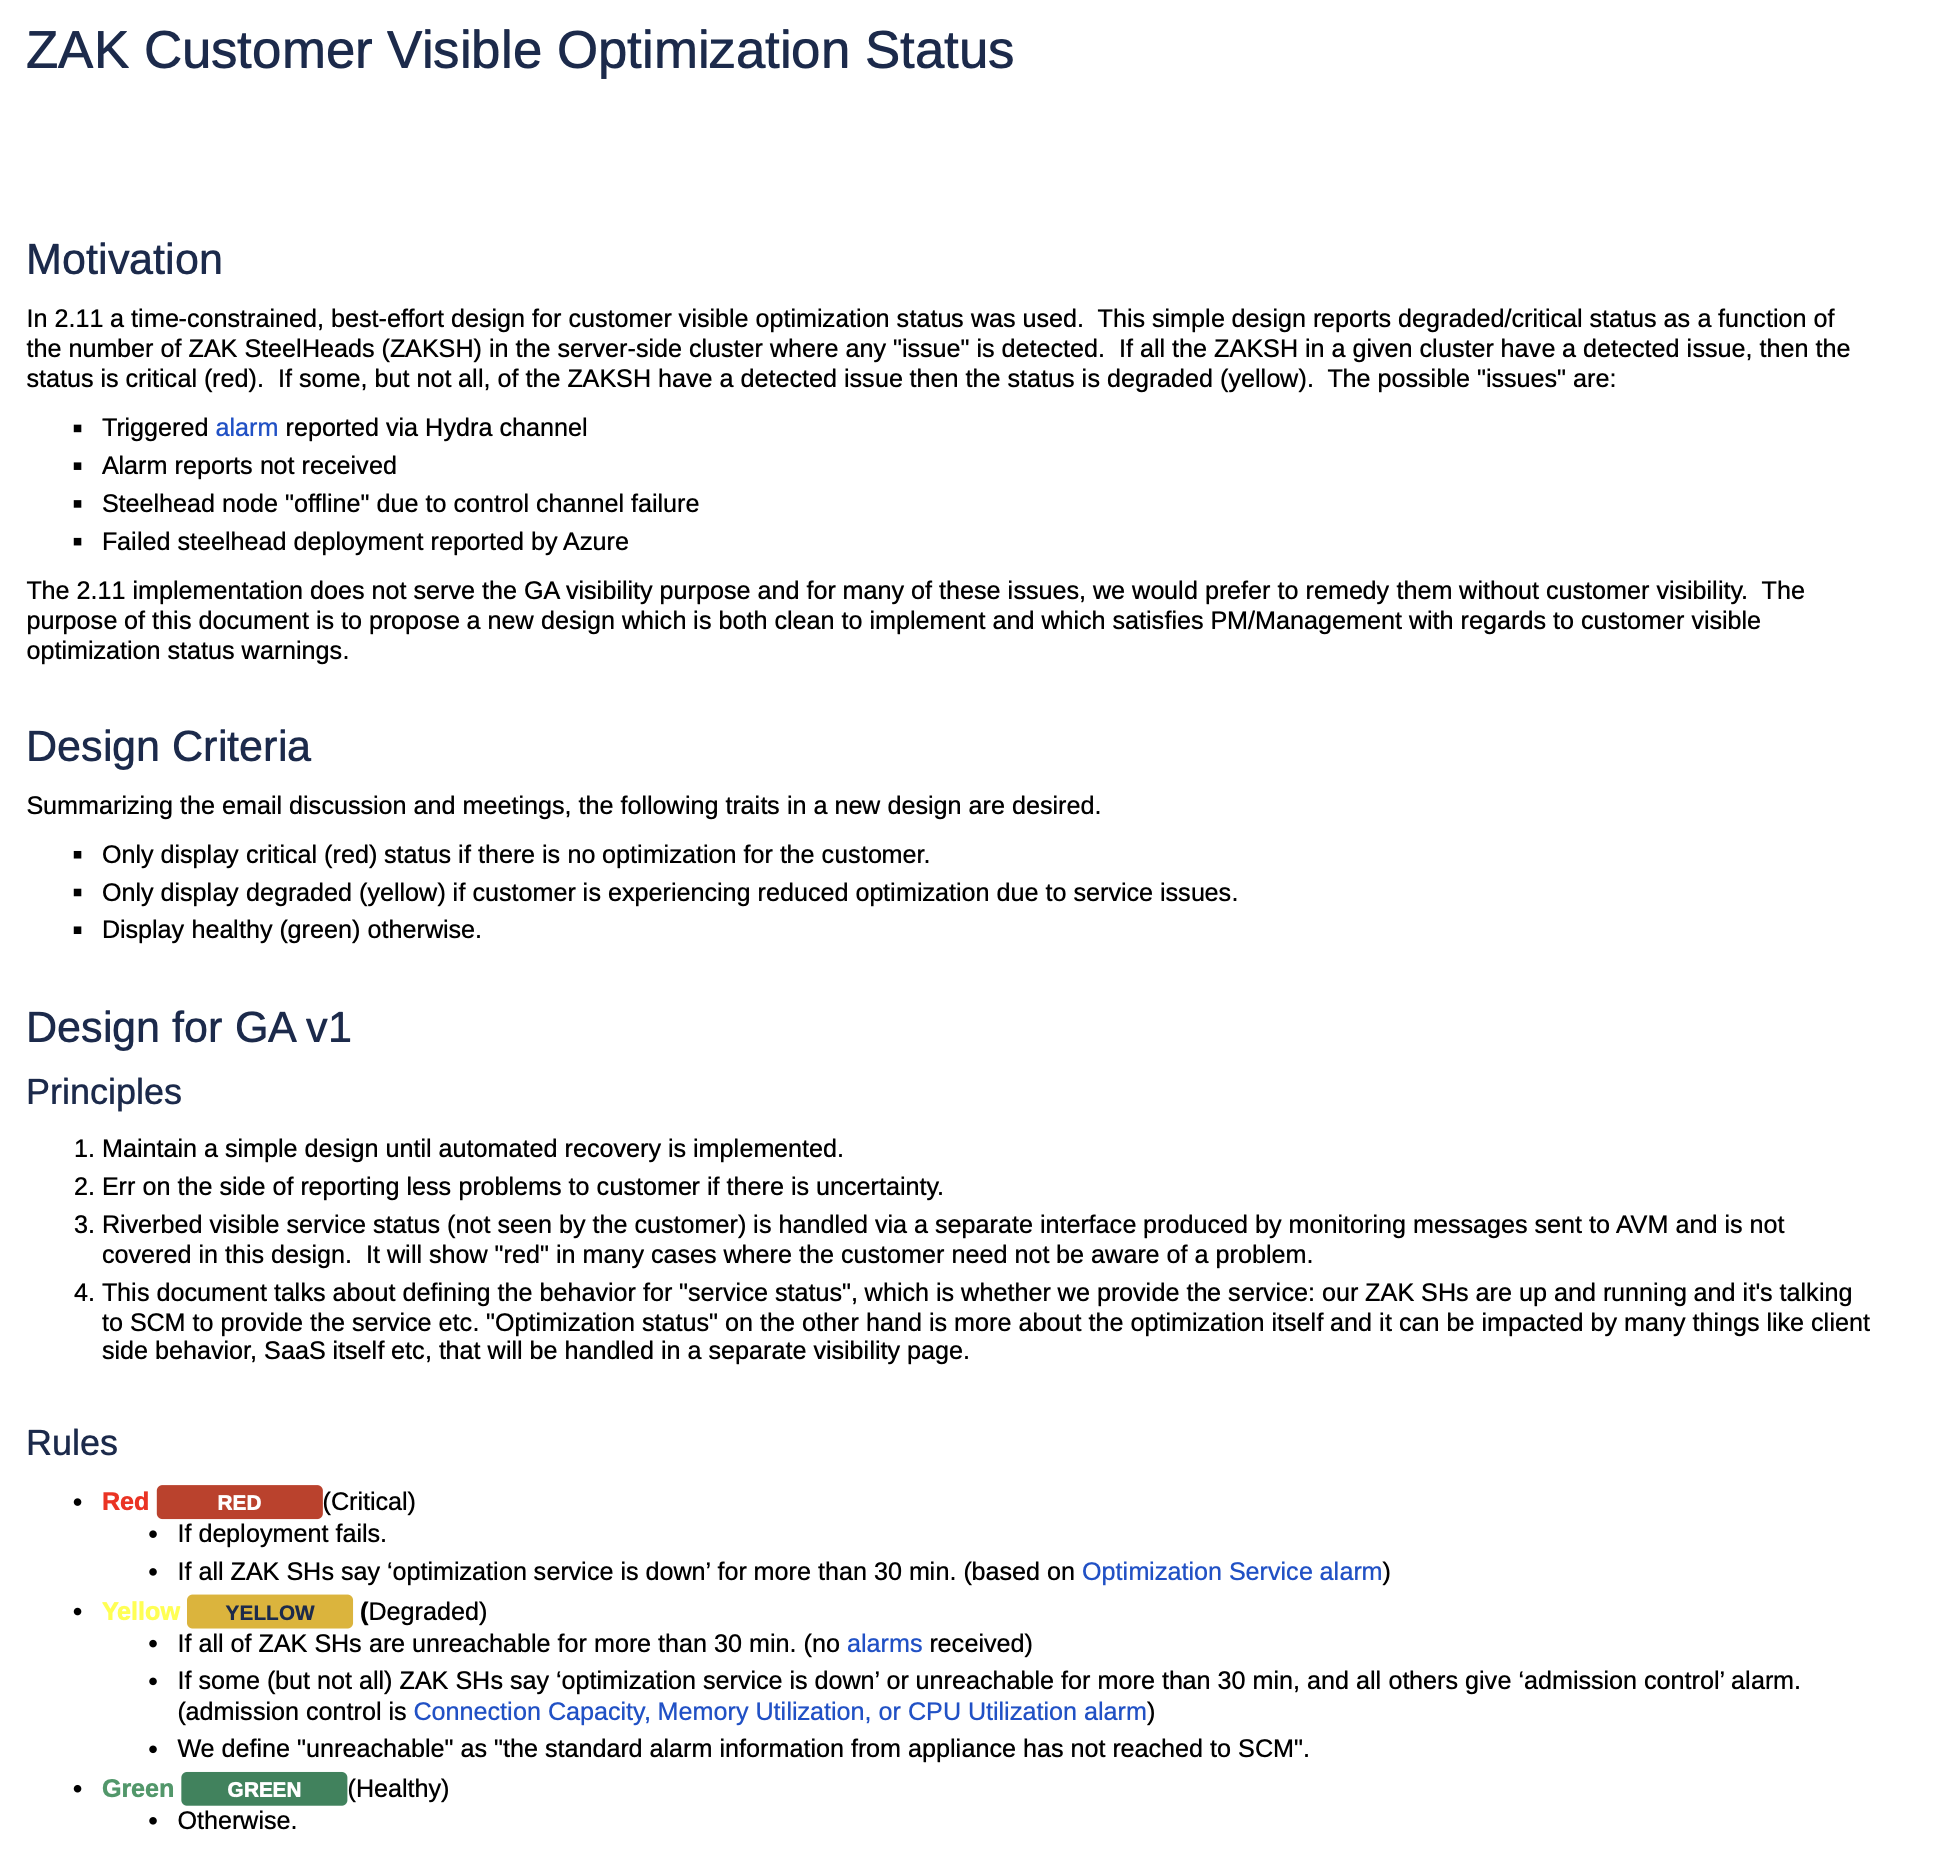 ZAK Customer Visible Optimization Status
Motivation
In 2.11 a time-constrained, best-effort design for customer visible optimization status was used.  This simple design reports degraded/critical status as a function of
the number of ZAK SteelHeads (ZAKSH) in the server-side cluster where any "issue" is detected.  If all the ZAKSH in a given cluster have a detected issue, then the
status is critical (red).  If some, but not all, of the ZAKSH have a detected issue then the status is degraded (yellow).  The possible "issues" are:
▪ Triggered alarm reported via Hydra channel
▪ Alarm reports not received
▪ Steelhead node "offline" due to control channel failure
▪ Failed steelhead deployment reported by Azure
The 2.11 implementation does not serve the GA visibility purpose and for many of these issues, we would prefer to remedy them without customer visibility.  The
purpose of this document is to propose a new design which is both clean to implement and which satisfies PM/Management with regards to customer visible
optimization status warnings.
Design Criteria
Summarizing the email discussion and meetings, the following traits in a new design are desired.
▪ Only display critical (red) status if there is no optimization for the customer.
▪ Only display degraded (yellow) if customer is experiencing reduced optimization due to service issues.
▪ Display healthy (green) otherwise.
Design for GA v1
Principles
1. Maintain a simple design until automated recovery is implemented.
2. Err on the side of reporting less problems to customer if there is uncertainty.
3. Riverbed visible service status (not seen by the customer) is handled via a separate interface produced by monitoring messages sent to AVM and is not
covered in this design.  It will show "red" in many cases where the customer need not be aware of a problem.
4. This document talks about defining the behavior for "service status", which is whether we provide the service: our ZAK SHs are up and running and it's talking
to SCM to provide the service etc. "Optimization status" on the other hand is more about the optimization itself and it can be impacted by many things like client
side behavior, SaaS itself etc, that will be handled in a separate visibility page.
Rules
• Red RED (Critical)
• If deployment fails.
• If all ZAK SHs say ‘optimization service is down’ for more than 30 min. (based on Optimization Service alarm)
• Yellow YELLOW (Degraded)
• If all of ZAK SHs are unreachable for more than 30 min. (no alarms received)
• If some (but not all) ZAK SHs say ‘optimization service is down’ or unreachable for more than 30 min, and all others give ‘admission control’ alarm.
(admission control is Connection Capacity, Memory Utilization, or CPU Utilization alarm)
• We define "unreachable" as "the standard alarm information from appliance has not reached to SCM".
• Green GREEN (Healthy)
• Otherwise.